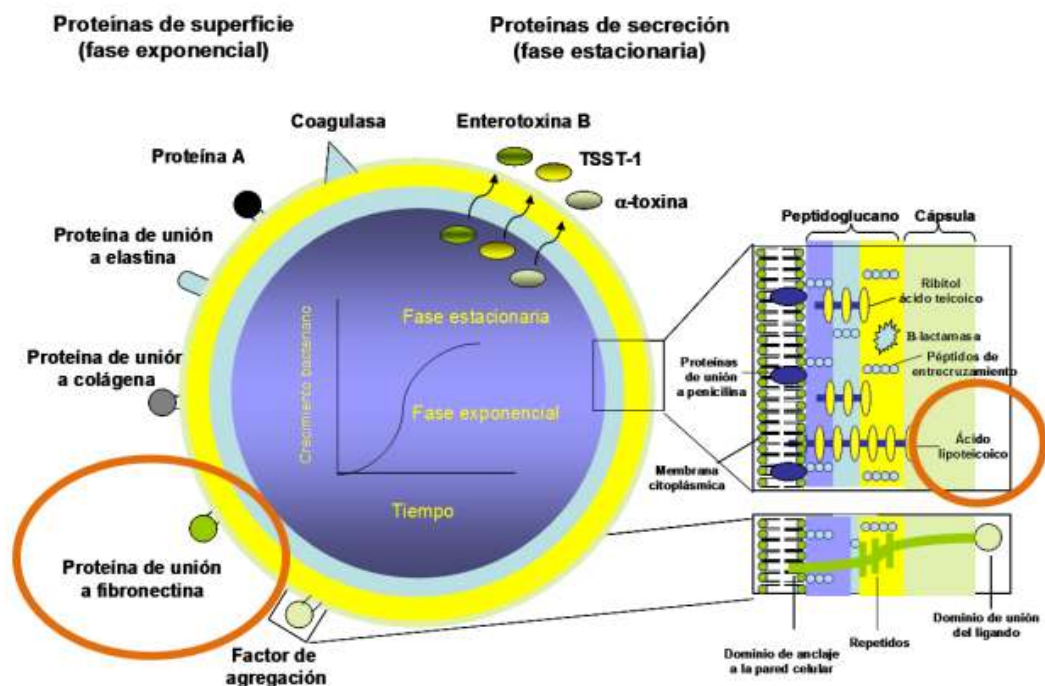 Proteínas de superficie
(fase exponencial)
Proteínas de secreción
(fase estacionaria)
Coagulasa
Enterotoxina B
Proteína A
TSST-1
α-toxina
Proteína de unión
a elastina
Peptidoglucano
Cápsula
Ribitol
ácido teicoico
B-lactamasa
Péptidos de
entrecruzamiento
Proteínas
de unión
a penicilina
Fase estacionaria
Crecimiento bacteriano
Fase exponencial
Tiempo
Proteína de unión
a colágena
Ácido
lipoteicoico
Membrana
citoplásmica
Proteína de unión
a fibronectina
Factor de
agregación
Dominio de anclaje
a la pared celular
Repetidos
Dominio de unión
del ligando